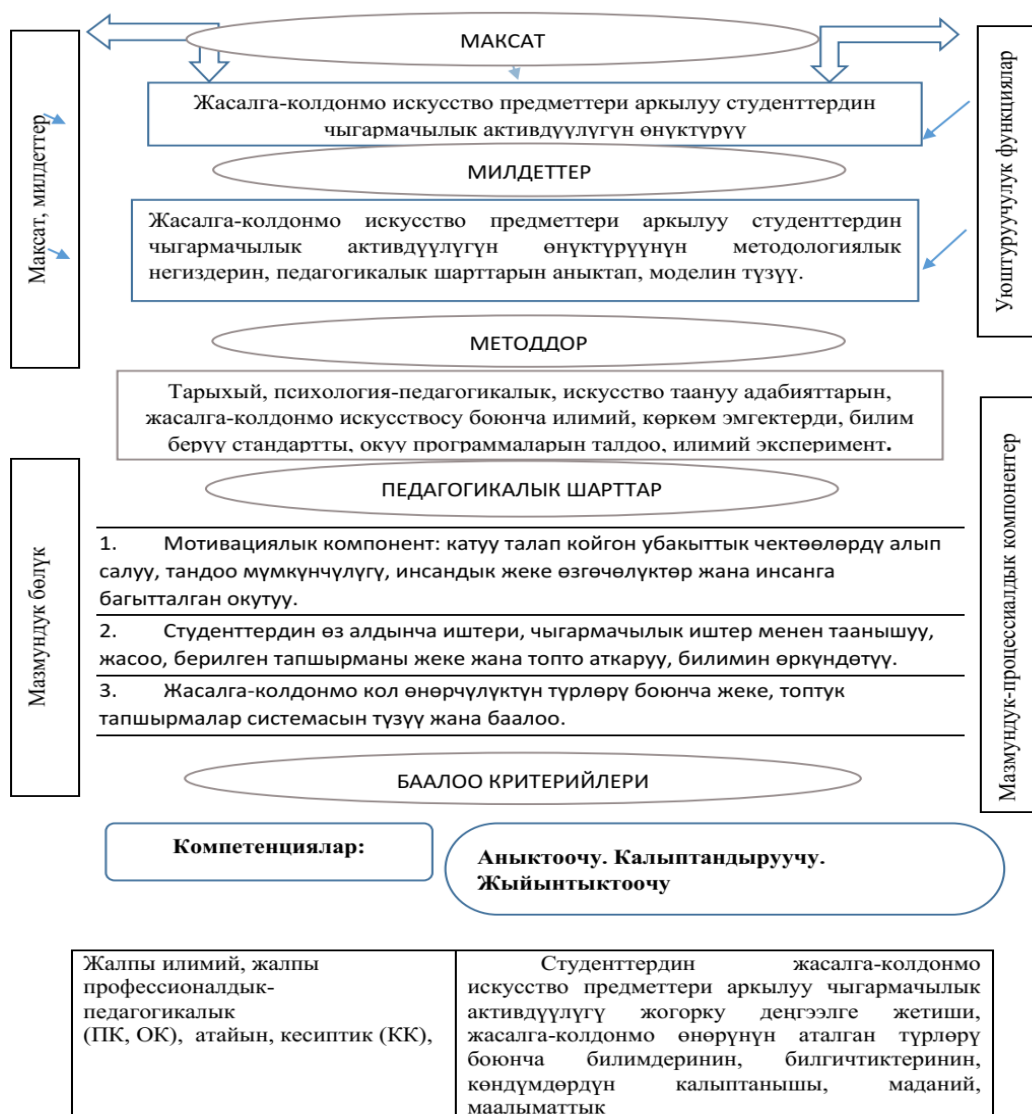 МАКСАТ
Жасалга-колдонмо искусство предметтери аркылуу студенттердин
чыгармачылык активдүүлүгүн өнүктүрүү
МИЛДЕТТЕР
Жасалга-колдонмо искусство предметтери аркылуу студенттердин
чыгармачылык активдүүлүгүн өнүктүрүүнүн методологиялык
негиздерин, педагогикалык шарттарын аныктап, моделин түзүү.
Максат, милдеттер
Уюштуруучулук функциялар
МЕТОДДОР
Тарыхый, психология-педагогикалык, искусство таануу адабияттарын,
жасалга-колдонмо искусствосу боюнча илимий, көркөм эмгектерди, билим
берүү стандартты, окуу программаларын талдоо, илимий эксперимент.
ПЕДАГОГИКАЛЫК ШАРТТАР
1. Мотивациялык компонент: катуу талап койгон убакыттык чектөөлөрдү алып
салуу, тандоо мүмкүнчүлүгү, инсандык жеке өзгөчөлүктөр жана инсанга
багытталган окутуу.
2. Студенттердин өз алдынча иштери, чыгармачылык иштер менен таанышуу,
жасоо, берилген тапшырманы жеке жана топто аткаруу, билимин өркүндөтүү.
3. Жасалга-колдонмо кол өнөрчүлүктүн түрлөрү боюнча жеке, топтук
тапшырмалар системасын түзүү жана баалоо.
Мазмундук бөлүк
Мазмундук-процессиалдык компоненттер
БААЛОО КРИТЕРИЙЛЕРИ
Компетенциялар:
Аныктоочу. Калыптандыруучу.
Жыйынтыктоочу
Жалпы илимий, жалпы
профессионалдык-
педагогикалык
(ПК, ОК), атайын, кесиптик (КК),
Студенттердин жасалга-колдонмо
искусство предметтери аркылуу чыгармачылык
активдүүлүгү жогорку деңгээлге жетиши,
жасалга-колдонмо өнөрүнүн аталган түрлөрү
боюнча билимдеринин, билгичтиктеринин,
көндүмдөрдүн калыптанышы, маданий,
маалыматтык